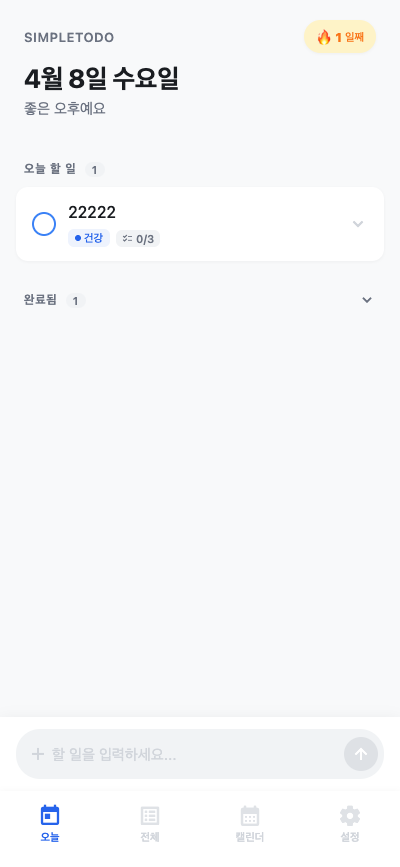 SIMPLETODO
1 일째
4월 8일 수요일
좋은 오후예요
오늘 할 일 1
22222
건강 0/3
완료됨 1
할 일을 입력하세요...
오늘 전체 캘린더 설정